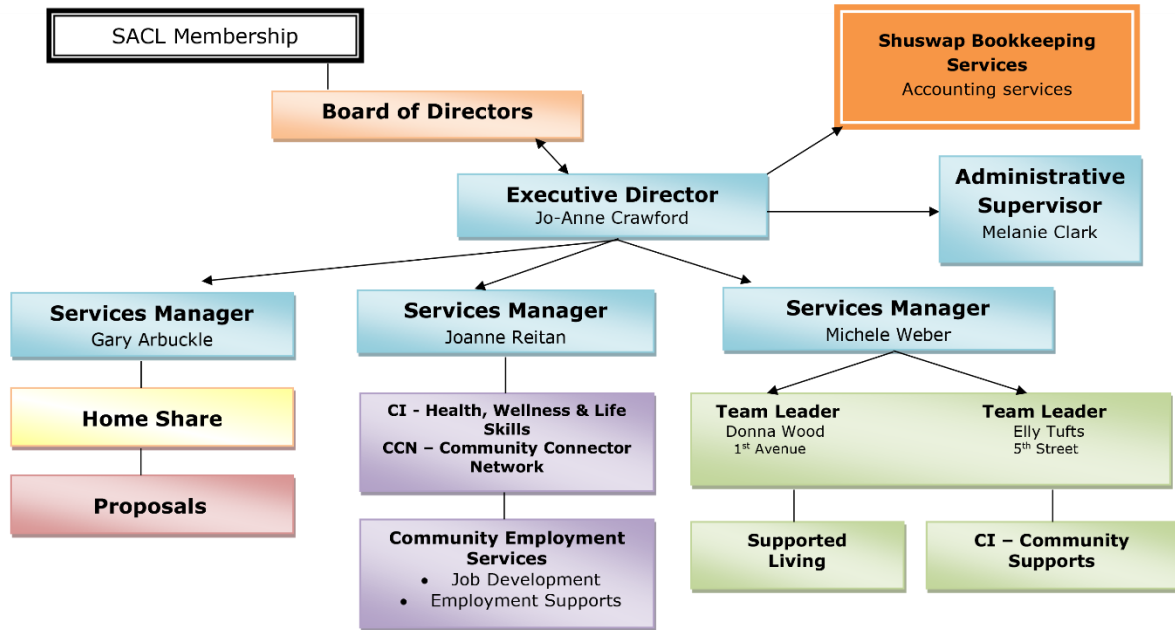 SACL Membership
Shuswap Bookkeeping
Services
Accounting services
Board of Directors
Executive Director
Jo-Anne Crawford
Administrative
Supervisor
Melanie Clark
Services Manager
Gary Arbuckle
Services Manager
Joanne Reitan
Services Manager
Michele Weber
Home Share
Proposals
CI - Health, Wellness & Life
Skills
CCN – Community Connector
Network
Community Employment
Services
• Job Development
• Employment Supports
Team Leader
Donna Wood
1st Avenue
Team Leader
Elly Tufts
5th Street
Supported
Living
CI – Community
Supports